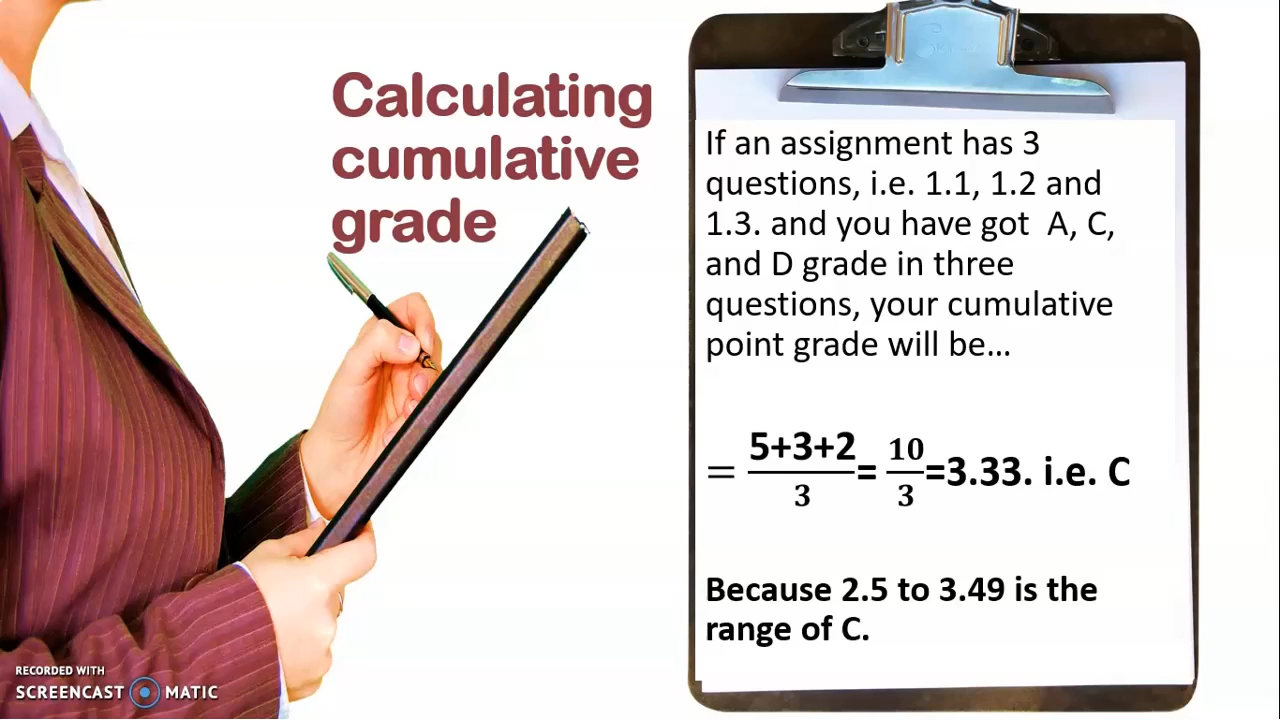 Calculating
cumulative
grade
If an assignment has 3
questions, i.e. 1.1, 1.2 and
1.3. and you have got  A, C,
and D grade in three
questions, your cumulative
point grade will be...
= 5+3+2/3= 10/3=3.33. i.e. C
Because 2.5 to 3.49 is the
range of C.
RECORDED WITH
SCREENCAST MATIC